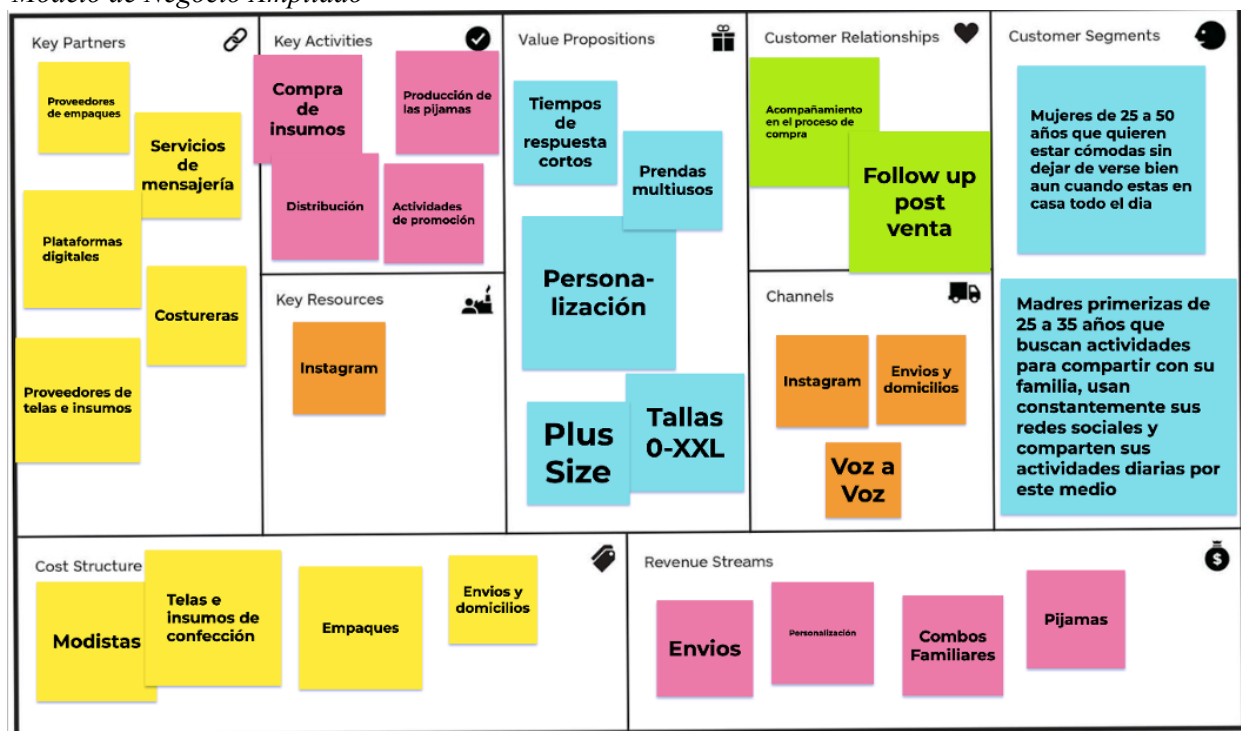 Modelo de Negocio Ampliado
Key Partners
Proveedores
de empaques
Servicios
de
mensajería
Plataformas
digitales
Costureras
Proveedores de
telas e insumos
Key Activities
Compra
de
insumos
Producción de
las pijamas
Distribución
Actividades
de promoción
Key Resources
Instagram
Value Propositions
Tiempos
de
respuesta
cortos
Prendas
multiusos
Persona-
lización
Plus
Size
Tallas
0-XXL
Customer Relationships
Acompañamiento
en el proceso de
compra
Follow up
post
venta
Channels
Instagram
Envios y
domicilios
Voz a
Voz
Customer Segments
Mujeres de 25 a 50
años que quieren
estar cómodas sin
dejar de verse bien
aun cuando estas en
casa todo el dia
Madres primerizas de
25 a 35 años que
buscan actividades
para compartir con su
familia, usan
constantemente sus
redes sociales y
comparten sus
actividades diarias por
este medio
Cost Structure
Modistas
Telas e
insumos de
confección
Empaques
Envios y
domicilios
Revenue Streams
Envios
Personalización
Combos
Familiares
Pijamas
$